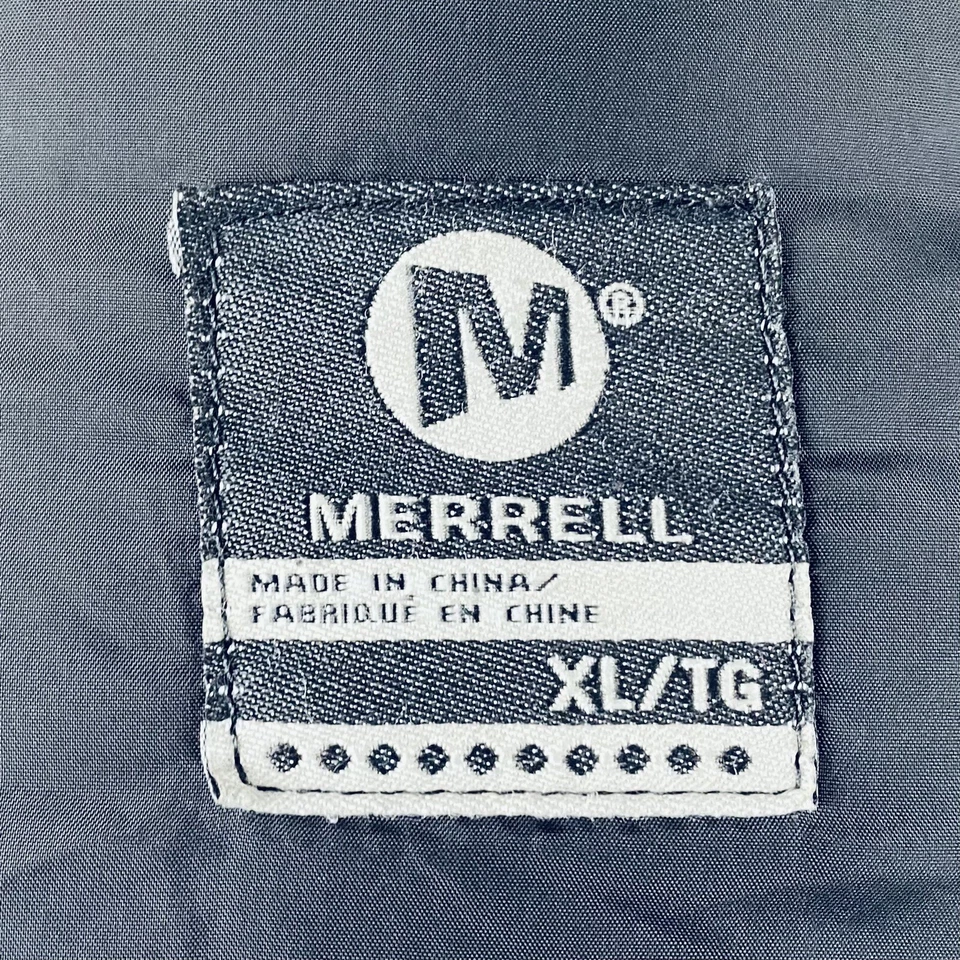 M®
MERRELL
MADE IN CHINA/
FABRIQUE EN CHINE
XL/TG